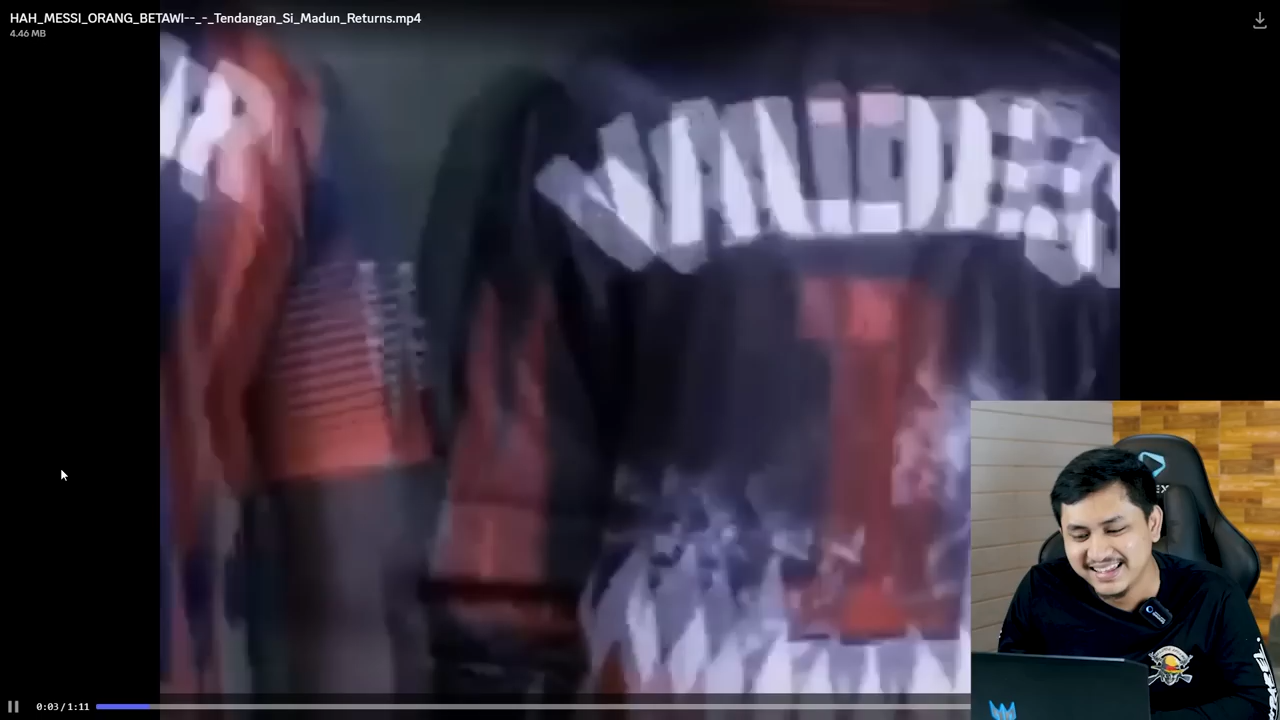 HAH_MESSI_ORANG_BETAWI--_-_Tendangan_Si_Madun_Returns.mp4
4.46 MB
0:03 / 1:11